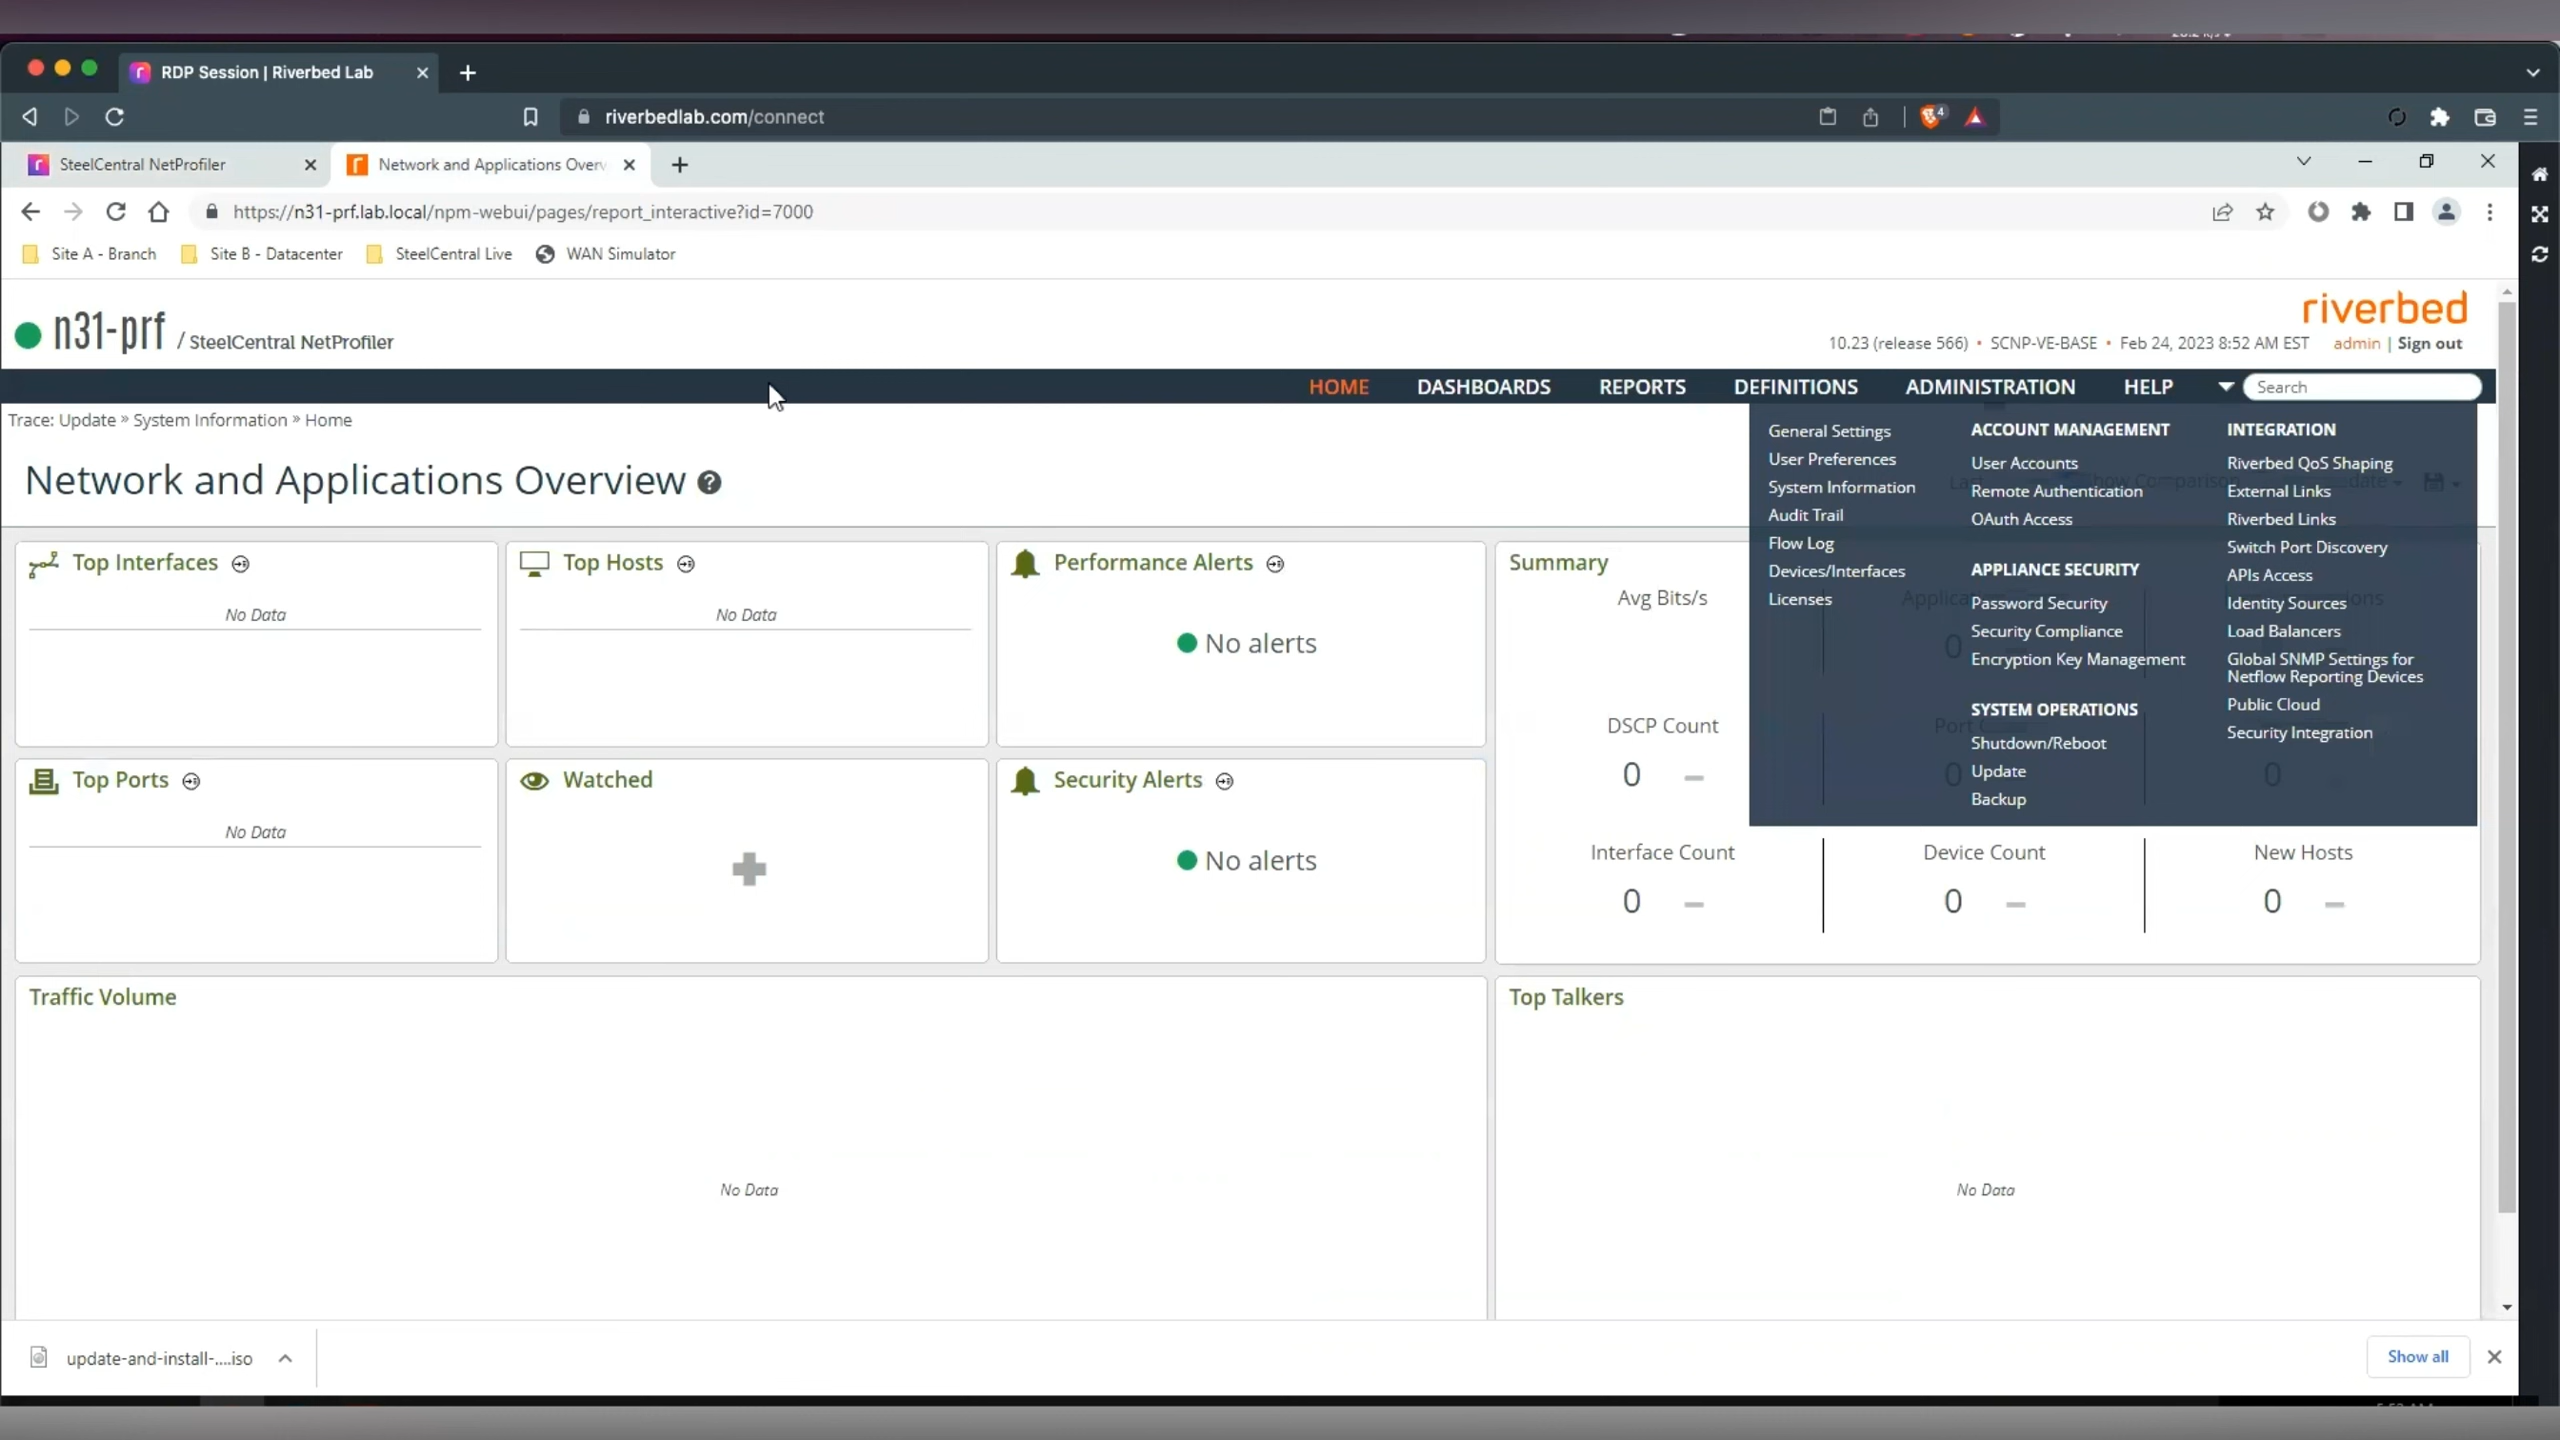 RDP Session | Riverbed Lab
riverbedlab.com/connect
4
SteelCentral NetProfiler
Network and Applications Overv
https://n31-prf.lab.local/npm-webui/pages/report_interactive?id=7000
Site A - Branch
Site B - Datacenter
SteelCentral Live
WAN Simulator
n31-prf / SteelCentral NetProfiler
riverbed
10.23 (release 566) • SCNP-VE-BASE • Feb 24, 2023 8:52 AM EST admin | Sign out
HOME
DASHBOARDS
REPORTS
DEFINITIONS
ADMINISTRATION
HELP
Search
Trace: Update » System Information » Home
Network and Applications Overview
General Settings
User Preferences
System Information
Audit Trail
Flow Log
Devices/Interfaces
Licenses
ACCOUNT MANAGEMENT
User Accounts
Remote Authentication
OAuth Access
APPLIANCE SECURITY
Password Security
Security Compliance
Encryption Key Management
SYSTEM OPERATIONS
Shutdown/Reboot
Update
Backup
INTEGRATION
Riverbed QoS Shaping
External Links
Riverbed Links
Switch Port Discovery
APIs Access
Identity Sources
Load Balancers
Global SNMP Settings for
Netflow Reporting Devices
Public Cloud
Security Integration
Top Interfaces
No Data
Top Hosts
No Data
Performance Alerts
No alerts
Summary
Avg Bits/s
DSCP Count
0 –
0
0
0
Interface Count
0 –
Device Count
0 –
New Hosts
0 –
Top Ports
No Data
Watched
Security Alerts
No alerts
Traffic Volume
No Data
Top Talkers
No Data
update-and-install-....iso
Show all